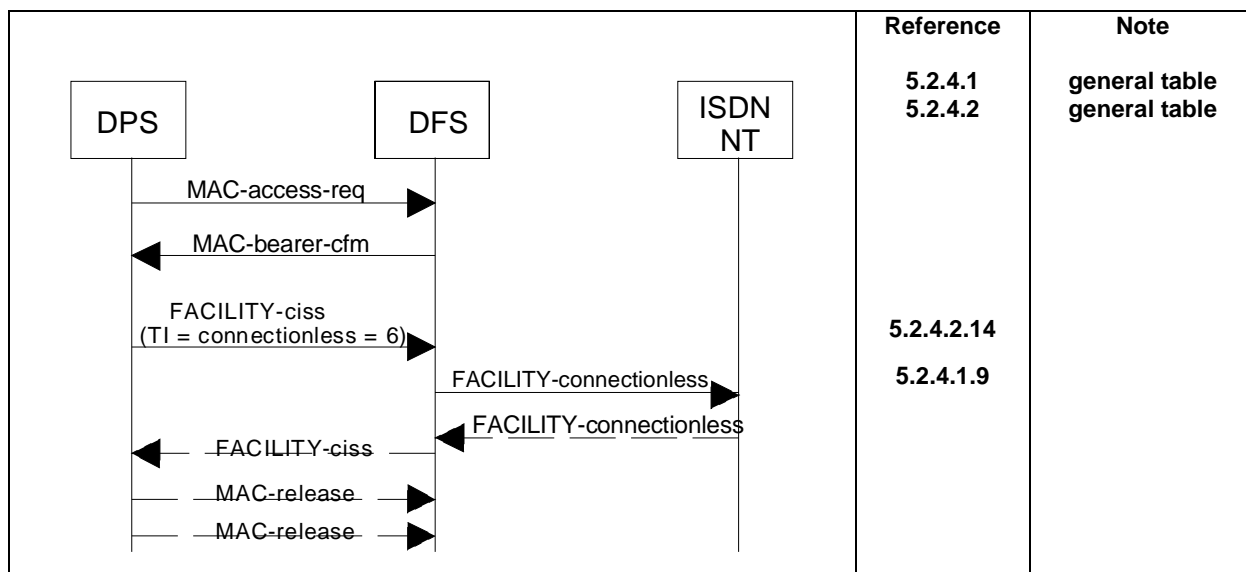 Reference Note
5.2.4.1 general table
5.2.4.2 general table
DPS DFS ISDN
NT
MAC-access-req
MAC-bearer-cfm
FACILITY-ciss
(TI = connectionless = 6)
5.2.4.2.14
FACILITY-connectionless
5.2.4.1.9
FACILITY-connectionless
FACILITY-ciss
MAC-release
MAC-release